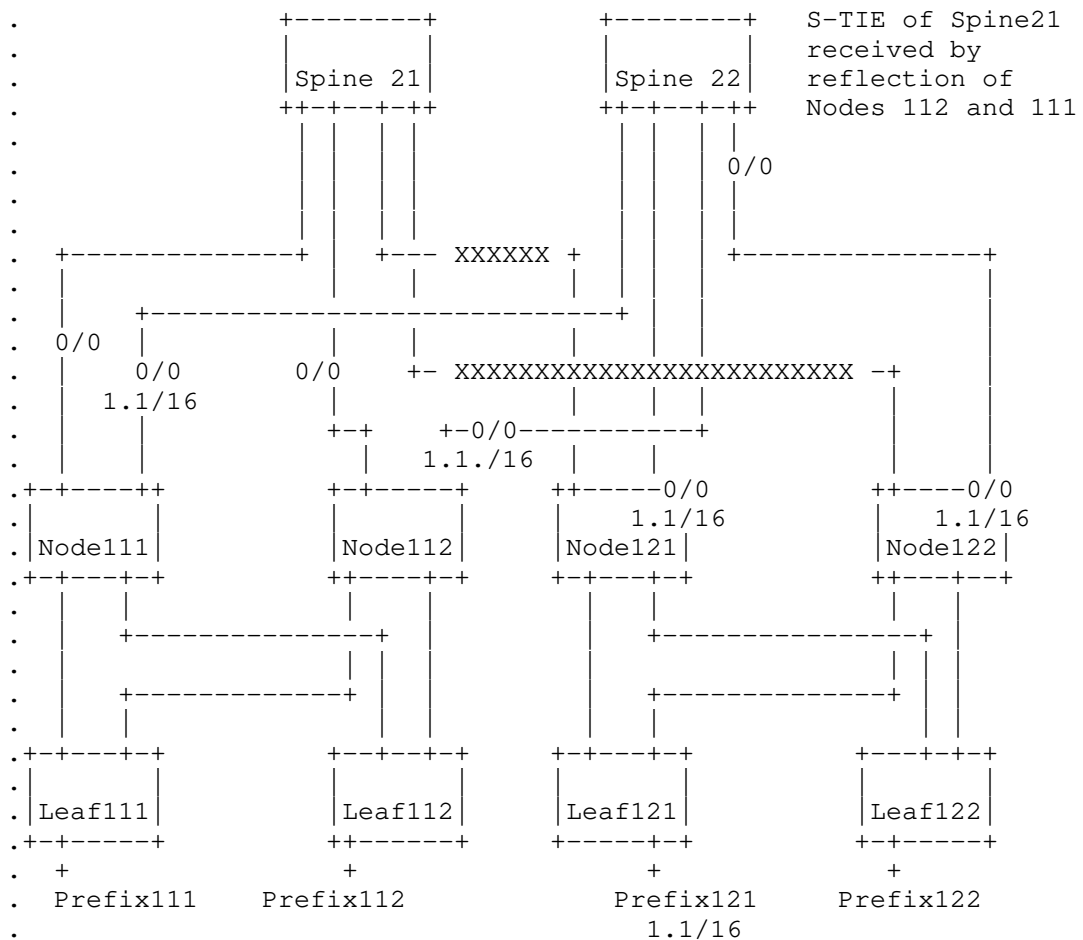 S-TIE of Spine21
received by
Spine 21 Spine 22 reflection of
Nodes 112 and 111
0/0
XXXXXX
0/0
0/0 0/0 XXXXXXXXXXXXXXXXXXXXXXXXX
1.1/16
0/0
1.1./16
0/0 0/0
1.1/16 1.1/16
Node111 Node112 Node121 Node122
Leaf111 Leaf112 Leaf121 Leaf122
Prefix111 Prefix112 Prefix121 Prefix122
1.1/16